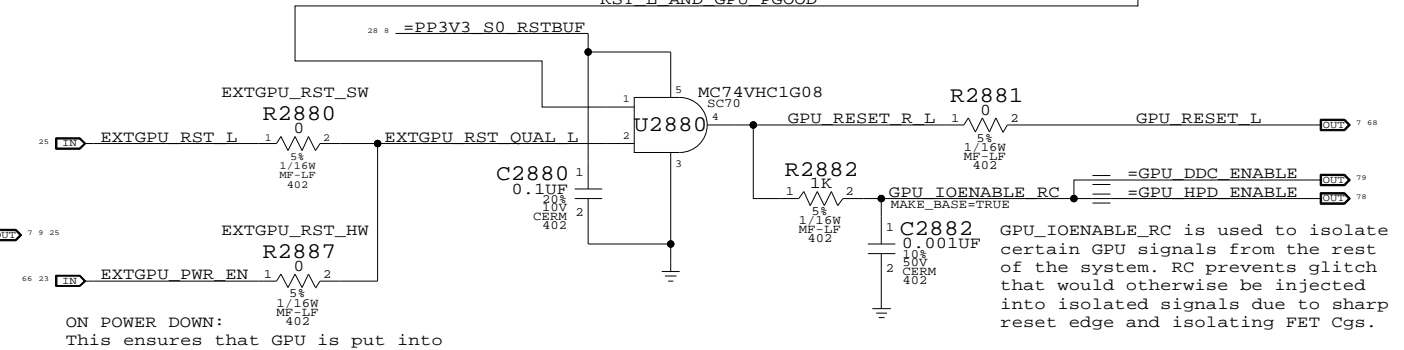 RST_L_AND_GPU_PGOOD
28 8 =PP3V3_S0_RSTBUF
EXTGPU_RST_SW
R2880
0
25 IN EXTGPU_RST_L 1 2 EXTGPU_RST_QUAL_L
5%
1/16W
MF-LF
402
1
2
5
U2880
MC74VHC1G08
SC70
4
3
C2880 1
0.1UF
20%
10V
CERM 2
402
GPU_RESET_R_L
R2881
0
1 2
5%
1/16W
MF-LF
402
GPU_RESET_L OUT 7 68
R2882
1K
1 2
5%
1/16W
MF-LF
402
GPU_IOENABLE_RC
MAKE_BASE=TRUE
=GPU_DDC_ENABLE OUT 79
=GPU_HPD_ENABLE OUT 78
1 C2882
0.001UF
10%
50V
2 CERM
402
GPU_IOENABLE_RC is used to isolate
certain GPU signals from the rest
of the system. RC prevents glitch
that would otherwise be injected
into isolated signals due to sharp
reset edge and isolating FET Cgs.
7 9 25
EXTGPU_RST_HW
R2887
0
66 23 IN EXTGPU_PWR_EN 1 2
5%
1/16W
MF-LF
402
ON POWER DOWN:
This ensures that GPU is put into